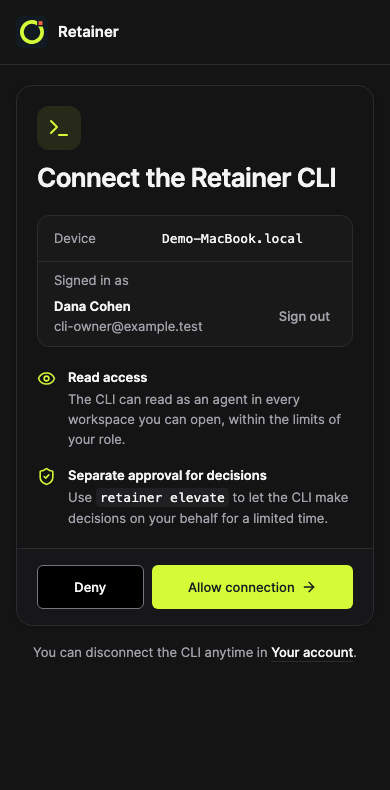 Retainer
Connect the Retainer CLI
Device Demo-MacBook.local
Signed in as
Dana Cohen
cli-owner@example.test
Sign out
Read access
The CLI can read as an agent in every
workspace you can open, within the limits of
your role.
Separate approval for decisions
Use retainer elevate to let the CLI make
decisions on your behalf for a limited time.
Deny
Allow connection →
You can disconnect the CLI anytime in Your account.